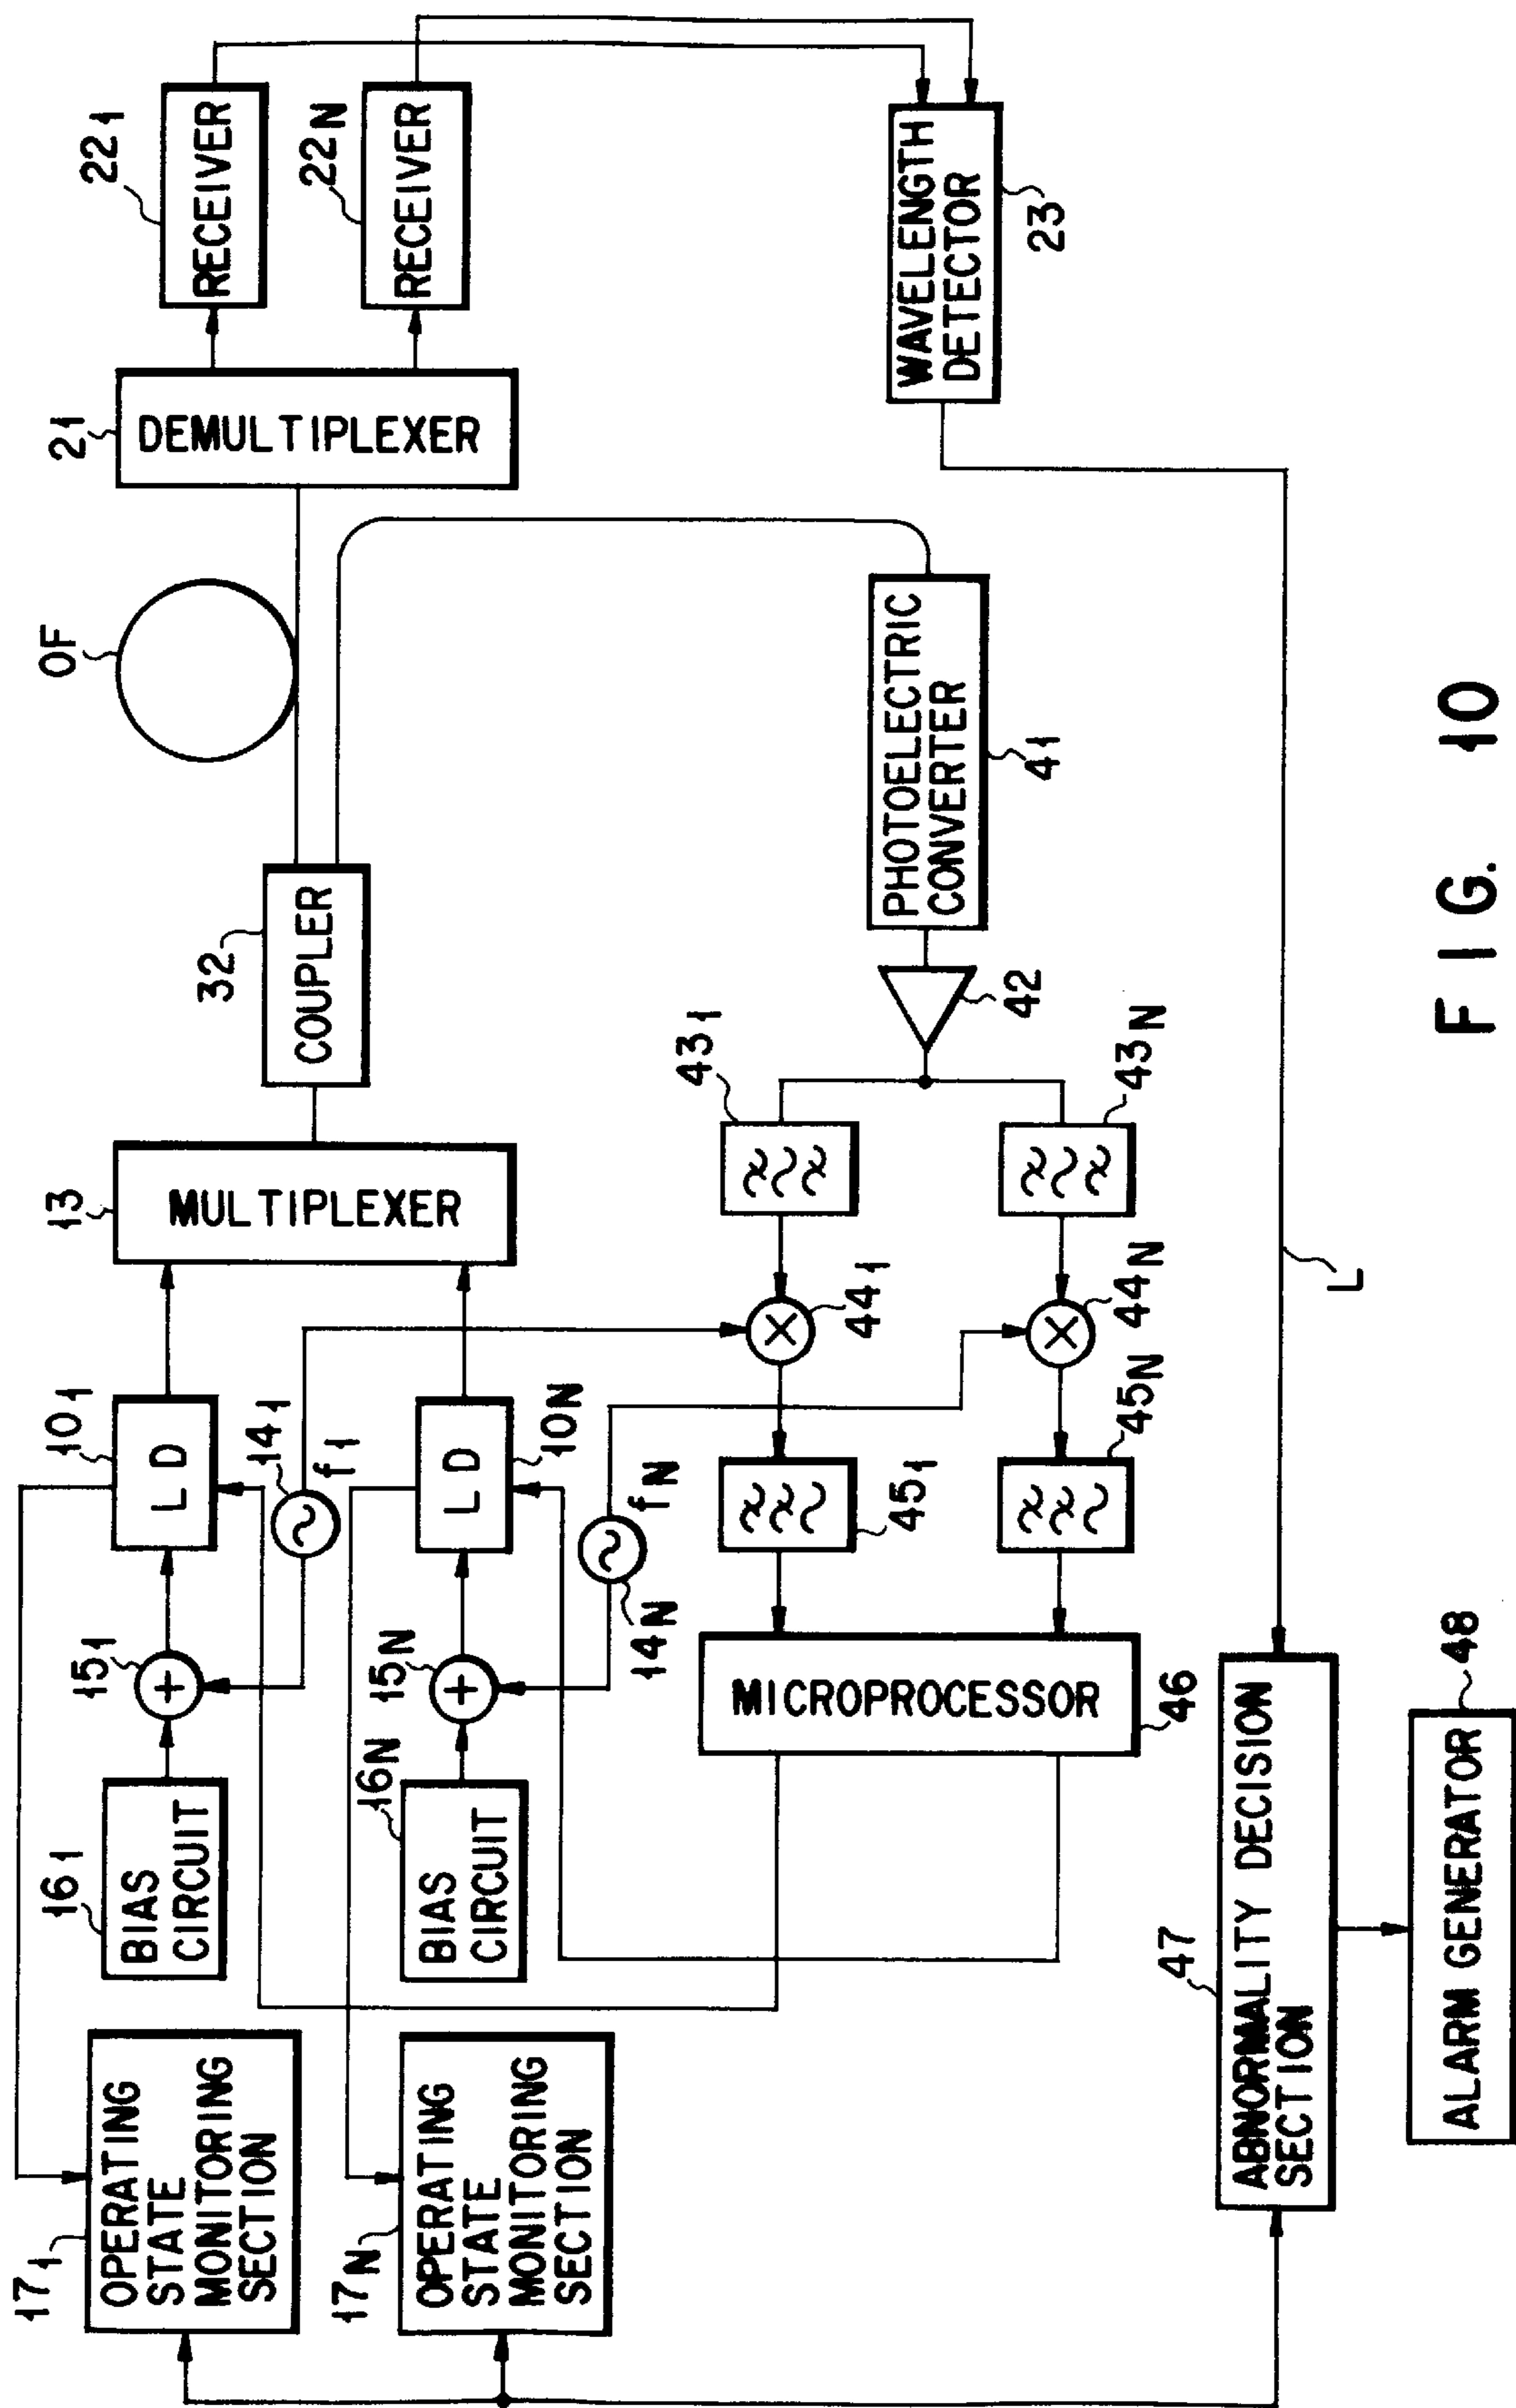 17₁
OPERATING
STATE
MONITORING
SECTION
16₁
BIAS
CIRCUIT
15₁
10₁
LD
14₁
f₁
13
MULTIPLEXER
32
COUPLER
OF
21
DEMULTIPLEXER
22₁
RECEIVER
22N
RECEIVER
17N
OPERATING
STATE
MONITORING
SECTION
16N
BIAS
CIRCUIT
15N
LD
10N
14N
fN
MICROPROCESSOR
46
45₁
45N
44₁
44N
43₁
43N
42
PHOTOELECTRIC
CONVERTER
41
WAVELENGTH
DETECTOR
23
L
47
ABNORMALITY DECISION
SECTION
ALARM GENERATOR
48
FIG. 10